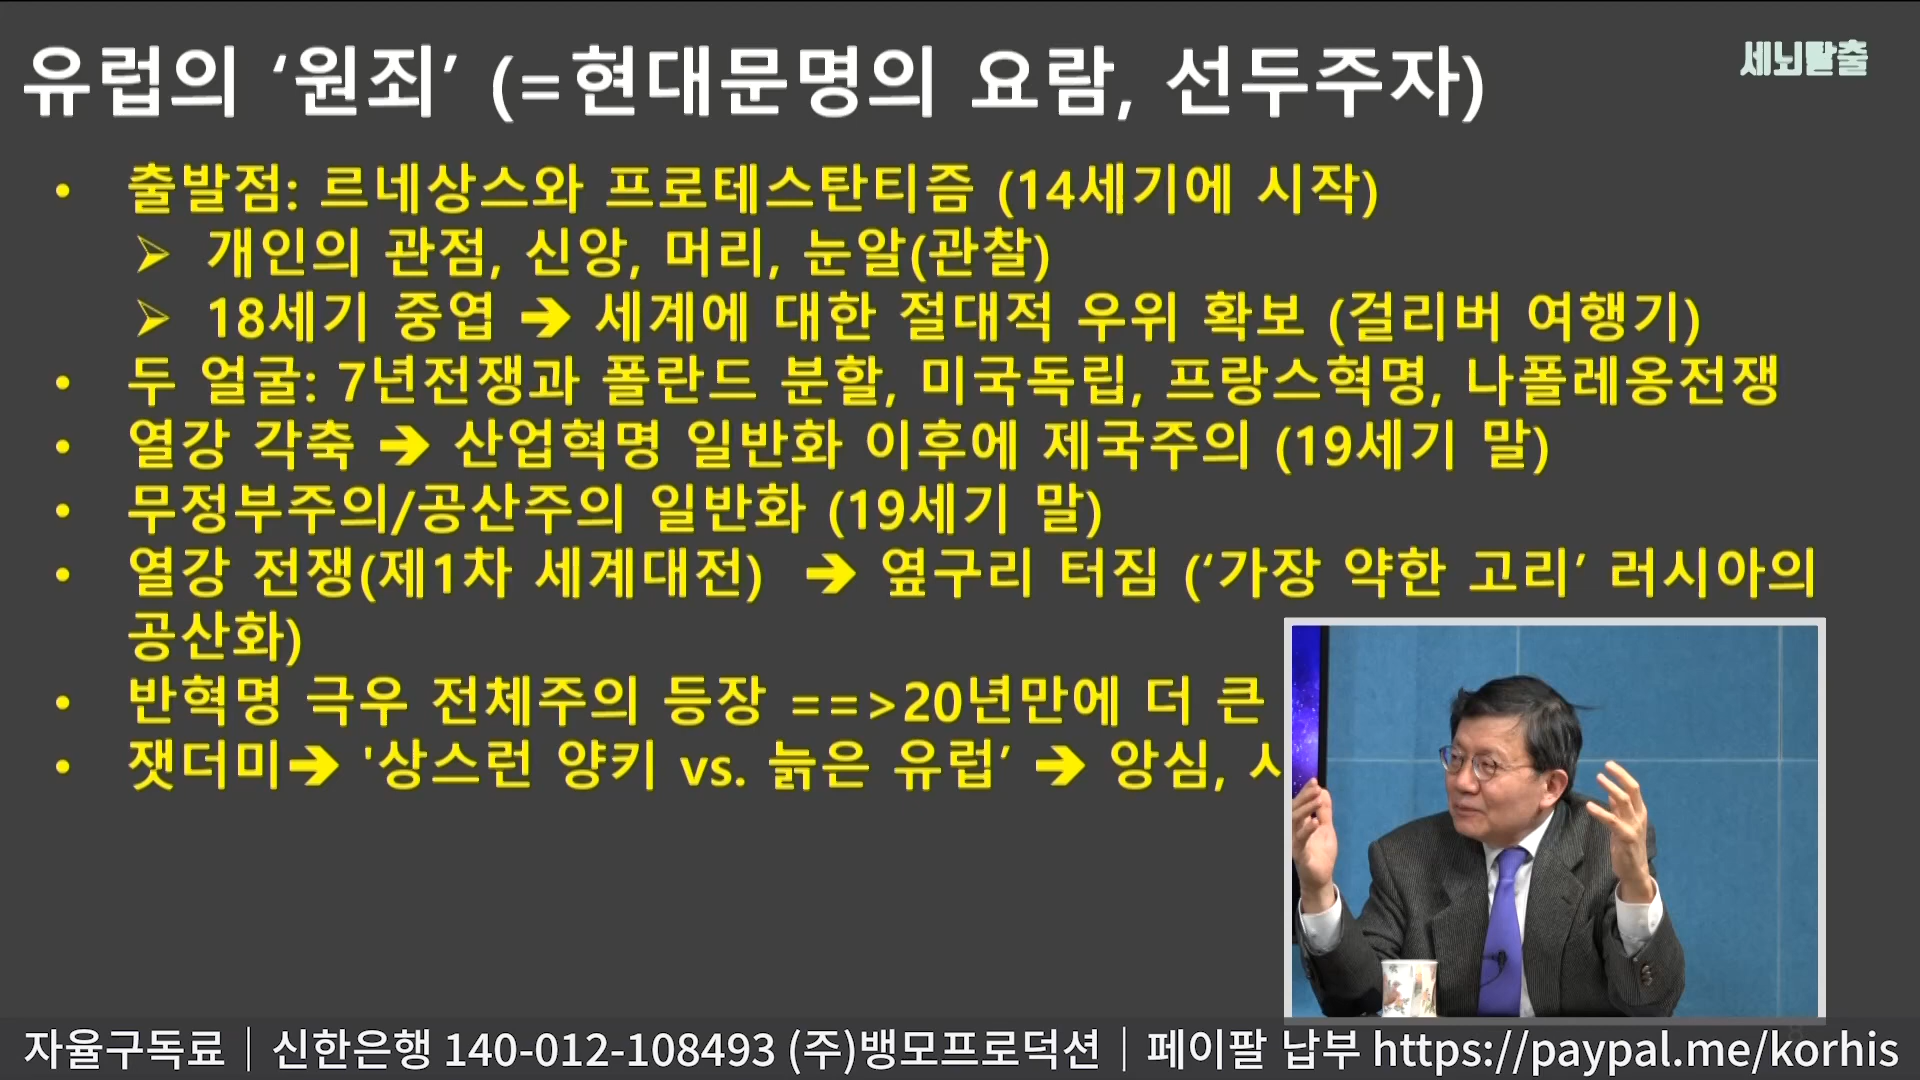 유럽의 ‘원죄’ (=현대문명의 요람, 선두주자)
세뇌탈출
• 출발점: 르네상스와 프로테스탄티즘 (14세기에 시작)
➢ 개인의 관점, 신앙, 머리, 눈알(관찰)
➢ 18세기 중엽 ➔ 세계에 대한 절대적 우위 확보 (걸리버 여행기)
• 두 얼굴: 7년전쟁과 폴란드 분할, 미국독립, 프랑스혁명, 나폴레옹전쟁
• 열강 각축 ➔ 산업혁명 일반화 이후에 제국주의 (19세기 말)
• 무정부주의/공산주의 일반화 (19세기 말)
• 열강 전쟁(제1차 세계대전) ➔ 옆구리 터짐 (‘가장 약한 고리’ 러시아의
공산화)
• 반혁명 극우 전체주의 등장 ==>20년만에 더 큰
• 잿더미➔ '상스런 양키 vs. 늙은 유럽’ ➔ 앙심,
자율구독료│신한은행 140-012-108493 (주)뱅모프로덕션│페이팔 납부 https://paypal.me/korhis